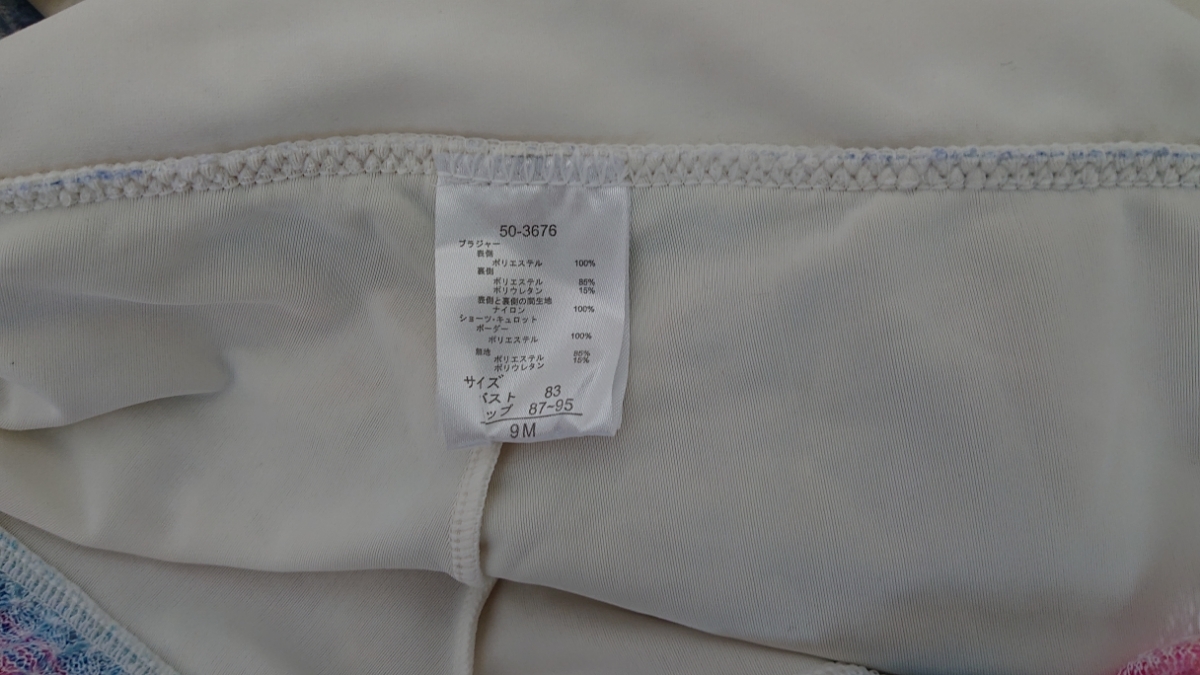 50-3676
ブラジャー
表側
ポリエステル 100%
裏側
ポリエステル 85%
ポリウレタン 15%
表側と裏側の間生地
ナイロン 100%
ショーツ・キュロット
ボーダー
ポリエステル 100%
無地
ポリエステル 85%
ポリウレタン 15%
サイズ
バスト 83
ップ 87~95
9M